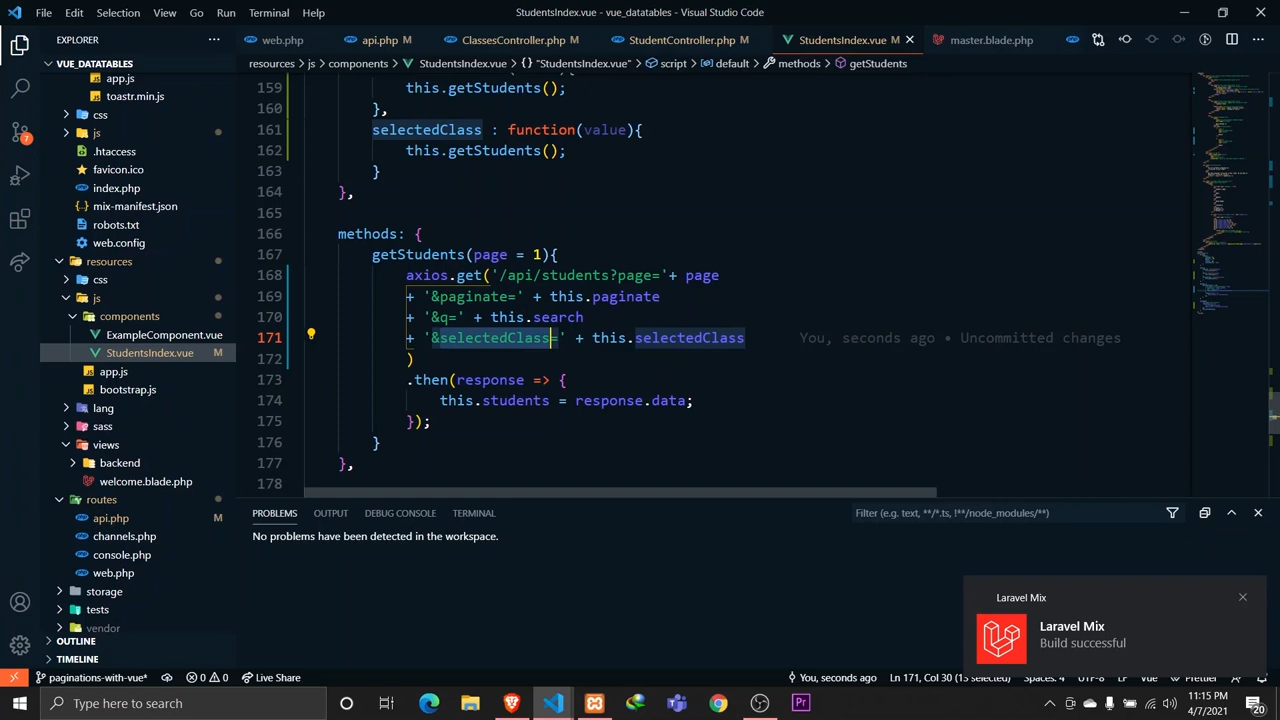 File Edit Selection View Go Run Terminal Help
StudentsIndex.vue - vue_datatables - Visual Studio Code
EXPLORER
web.php
api.php M
ClassesController.php M
StudentController.php M
StudentsIndex.vue M
master.blade.php
VUE_DATATABLES
resources > js > components > StudentsIndex.vue > {} "StudentsIndex.vue" > script > default > methods > getStudents
app.js
toastr.min.js
css
js
.htaccess
favicon.ico
index.php
mix-manifest.json
robots.txt
web.config
resources
css
js
components
ExampleComponent.vue
StudentsIndex.vue M
app.js
bootstrap.js
lang
sass
views
backend
welcome.blade.php
routes
api.php M
channels.php
console.php
web.php
storage
tests
vendor
OUTLINE
TIMELINE
159 this.getStudents();
160 },
161 selectedClass : function(value){
162 this.getStudents();
163 }
164 },
165
166 methods: {
167 getStudents(page = 1){
168 axios.get('/api/students?page='+ page
169 + '&paginate=' + this.paginate
170 + '&q=' + this.search
171 + '&selectedClass=' + this.selectedClass You, seconds ago • Uncommitted changes
172 )
173 .then(response => {
174 this.students = response.data;
175 });
176 }
177 },
178
PROBLEMS OUTPUT DEBUG CONSOLE TERMINAL
Filter (e.g. text, **/*.ts, !**/node_modules/**)
No problems have been detected in the workspace.
Laravel Mix
Laravel Mix
Build successful
7
paginations-with-vue* 0 0 Live Share
You, seconds ago Ln 171, Col 30 (13 selected) Spaces: 4 UTF-8 LF Vue Prettier
Type here to search
Pr
11:15 PM
4/7/2021
20